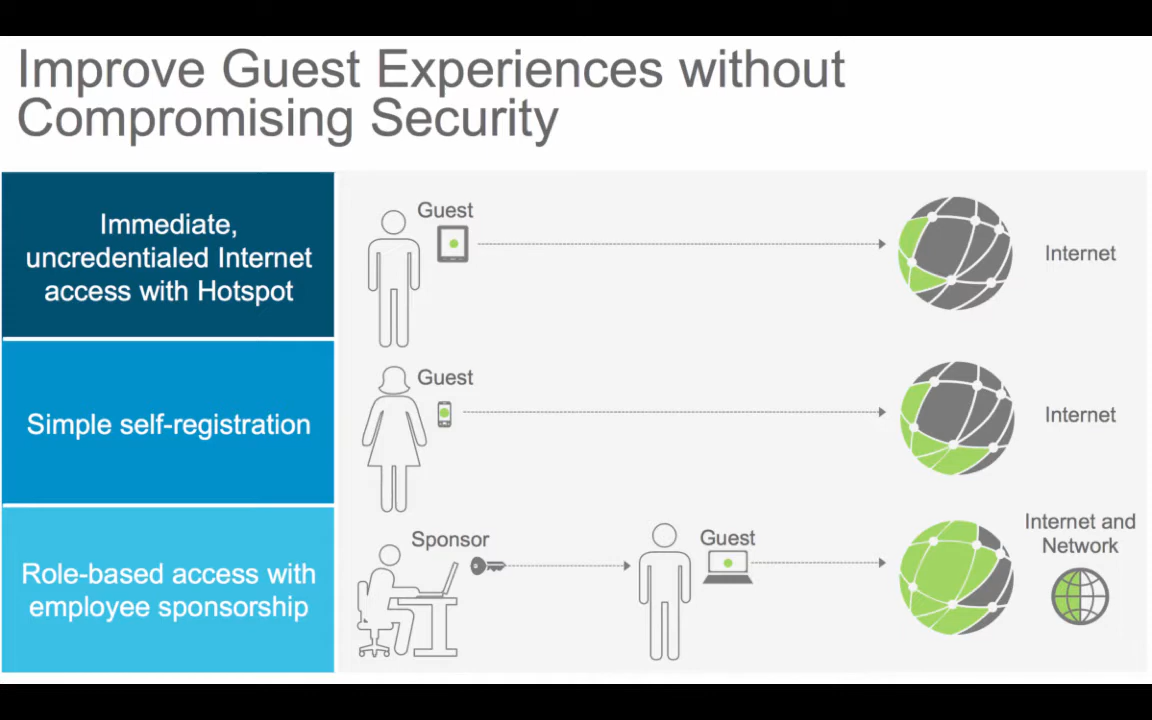 Improve Guest Experiences without
Compromising Security
Immediate,
uncredentialed Internet
access with Hotspot
Guest
Internet
Simple self-registration
Guest
Internet
Role-based access with
employee sponsorship
Sponsor
Guest
Internet and
Network